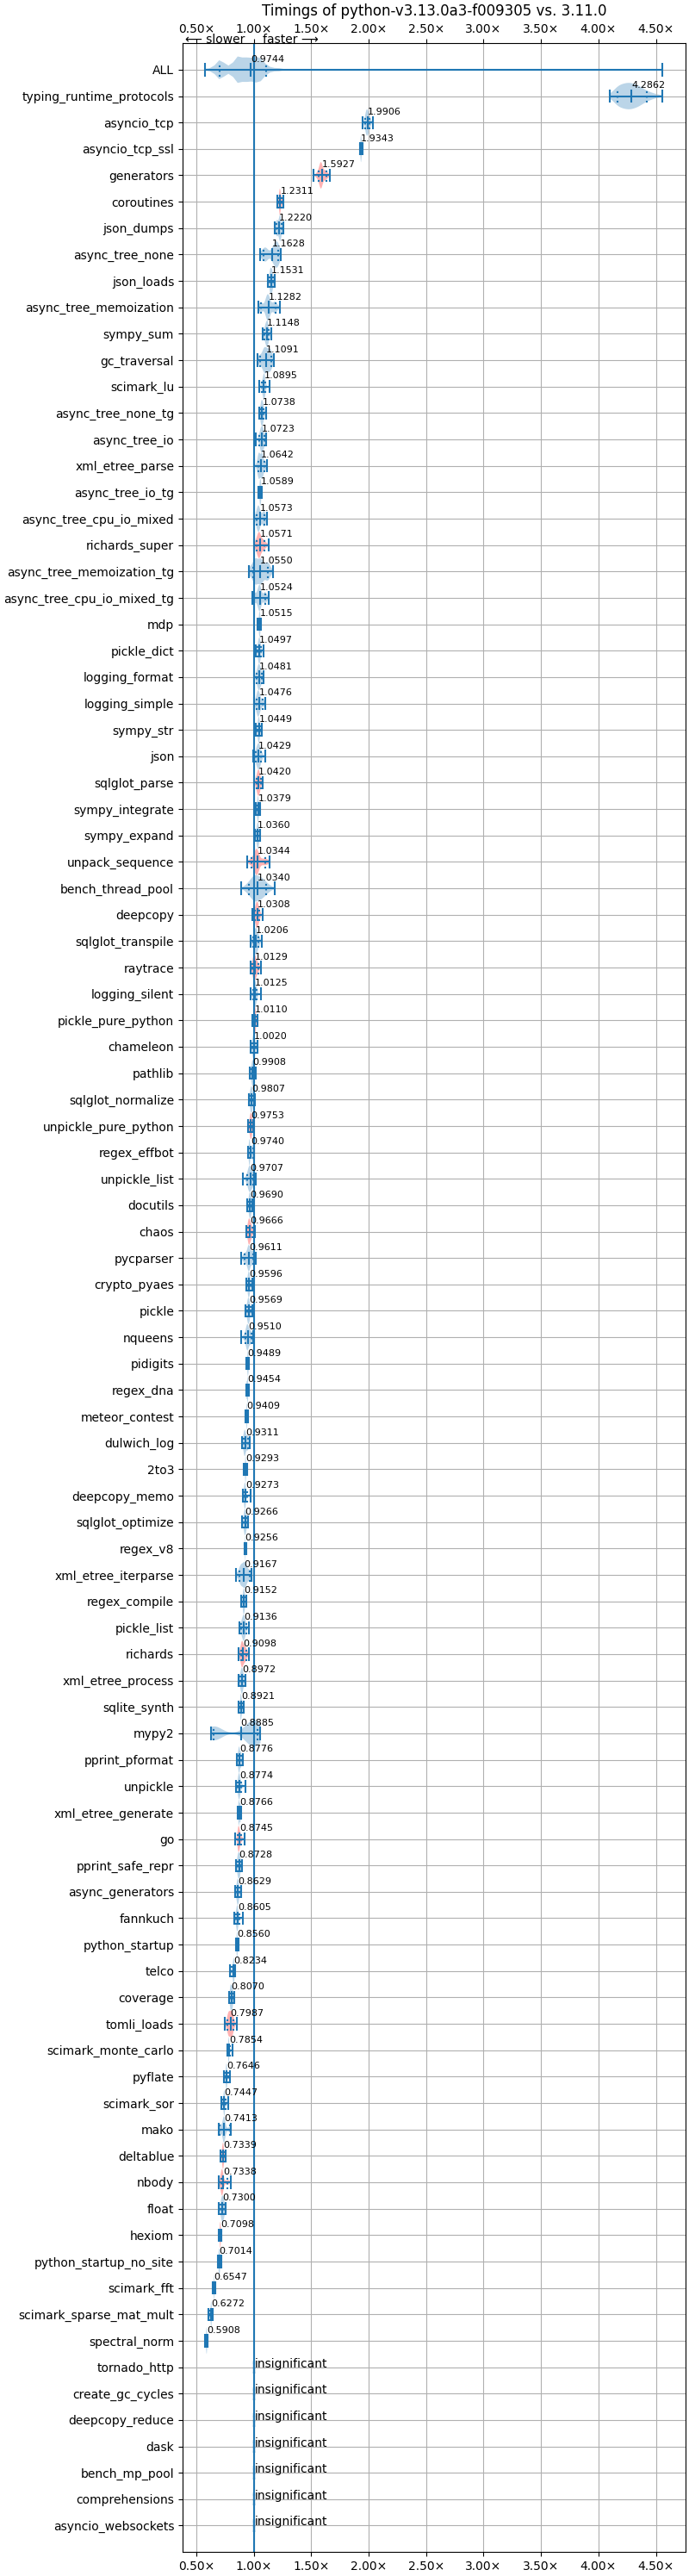 Timings of python-v3.13.0a3-f009305 vs. 3.11.0
0.50× 1.00× 1.50× 2.00× 2.50× 3.00× 3.50× 4.00× 4.50×
⟵ slower faster ⟶
ALL 0.9744
typing_runtime_protocols 4.2862
asyncio_tcp 1.9906
asyncio_tcp_ssl 1.9343
generators 1.5927
coroutines 1.2311
json_dumps 1.2220
async_tree_none 1.1628
json_loads 1.1531
async_tree_memoization 1.1282
sympy_sum 1.1148
gc_traversal 1.1091
scimark_lu 1.0895
async_tree_none_tg 1.0738
async_tree_io 1.0723
xml_etree_parse 1.0642
async_tree_io_tg 1.0589
async_tree_cpu_io_mixed 1.0573
richards_super 1.0571
async_tree_memoization_tg 1.0550
async_tree_cpu_io_mixed_tg 1.0524
mdp 1.0515
pickle_dict 1.0497
logging_format 1.0481
logging_simple 1.0476
sympy_str 1.0449
json 1.0429
sqlglot_parse 1.0420
sympy_integrate 1.0379
sympy_expand 1.0360
unpack_sequence 1.0344
bench_thread_pool 1.0340
deepcopy 1.0308
sqlglot_transpile 1.0206
raytrace 1.0129
logging_silent 1.0125
pickle_pure_python 1.0110
chameleon 1.0020
pathlib 0.9908
sqlglot_normalize 0.9807
unpickle_pure_python 0.9753
regex_effbot 0.9740
unpickle_list 0.9707
docutils 0.9690
chaos 0.9666
pycparser 0.9611
crypto_pyaes 0.9596
pickle 0.9569
nqueens 0.9510
pidigits 0.9489
regex_dna 0.9454
meteor_contest 0.9409
dulwich_log 0.9311
2to3 0.9293
deepcopy_memo 0.9273
sqlglot_optimize 0.9266
regex_v8 0.9256
xml_etree_iterparse 0.9167
regex_compile 0.9152
pickle_list 0.9136
richards 0.9098
xml_etree_process 0.8972
sqlite_synth 0.8921
mypy2 0.8885
pprint_pformat 0.8776
unpickle 0.8774
xml_etree_generate 0.8766
go 0.8745
pprint_safe_repr 0.8728
async_generators 0.8629
fannkuch 0.8605
python_startup 0.8560
telco 0.8234
coverage 0.8070
tomli_loads 0.7987
scimark_monte_carlo 0.7854
pyflate 0.7646
scimark_sor 0.7447
mako 0.7413
deltablue 0.7339
nbody 0.7338
float 0.7300
hexiom 0.7098
python_startup_no_site 0.7014
scimark_fft 0.6547
scimark_sparse_mat_mult 0.6272
spectral_norm 0.5908
tornado_http insignificant
create_gc_cycles insignificant
deepcopy_reduce insignificant
dask insignificant
bench_mp_pool insignificant
comprehensions insignificant
asyncio_websockets insignificant
0.50× 1.00× 1.50× 2.00× 2.50× 3.00× 3.50× 4.00× 4.50×